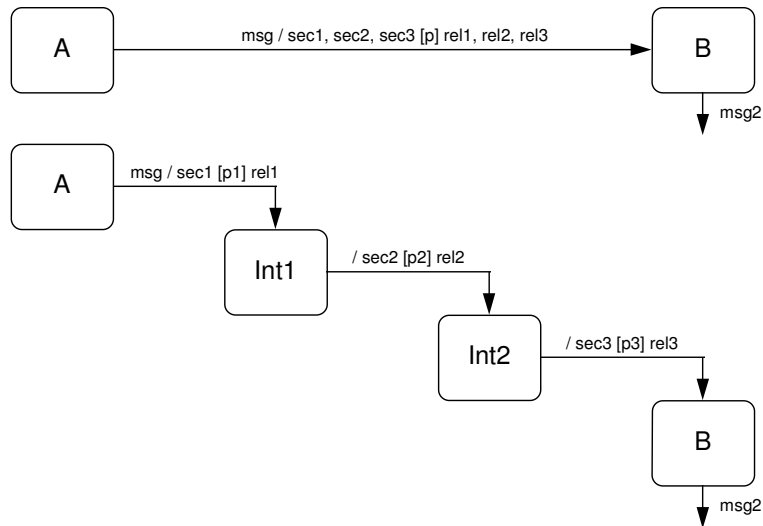 A
msg / sec1, sec2, sec3 [p] rel1, rel2, rel3
B
msg2
A
msg / sec1 [p1] rel1
Int1
/ sec2 [p2] rel2
Int2
/ sec3 [p3] rel3
B
msg2